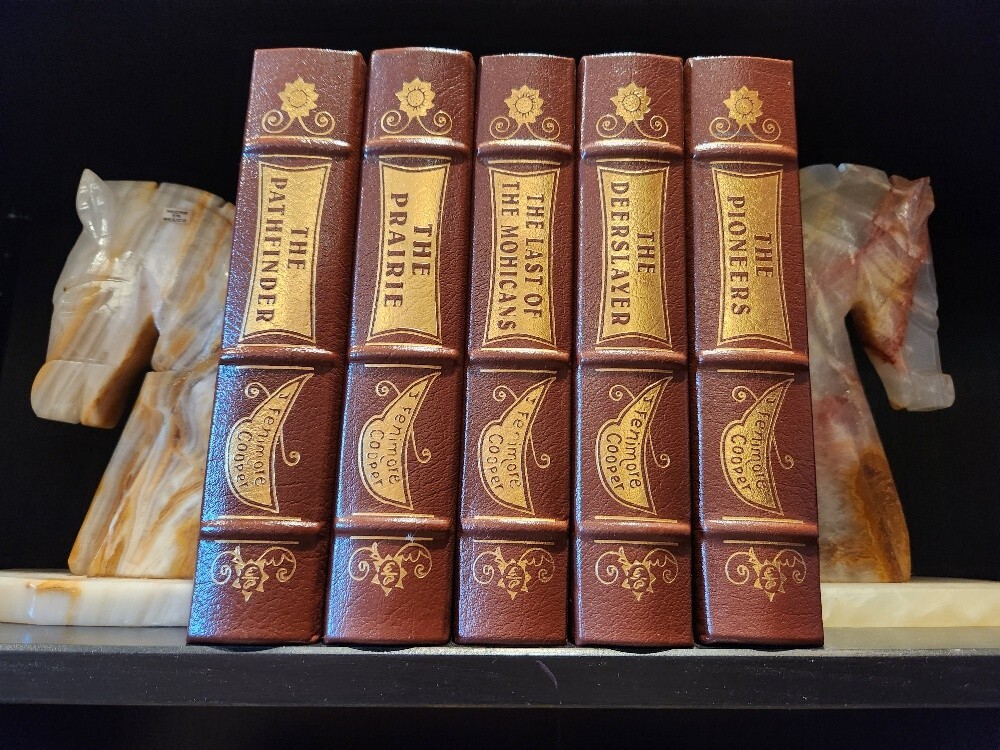 THE
PATHFINDER
J Fenimore
Cooper
THE
PRAIRIE
J Fenimore
Cooper
THE LAST OF
THE MOHICANS
J Fenimore
Cooper
THE
DEERSLAYER
J Fenimore
Cooper
THE
PIONEERS
J Fenimore
Cooper